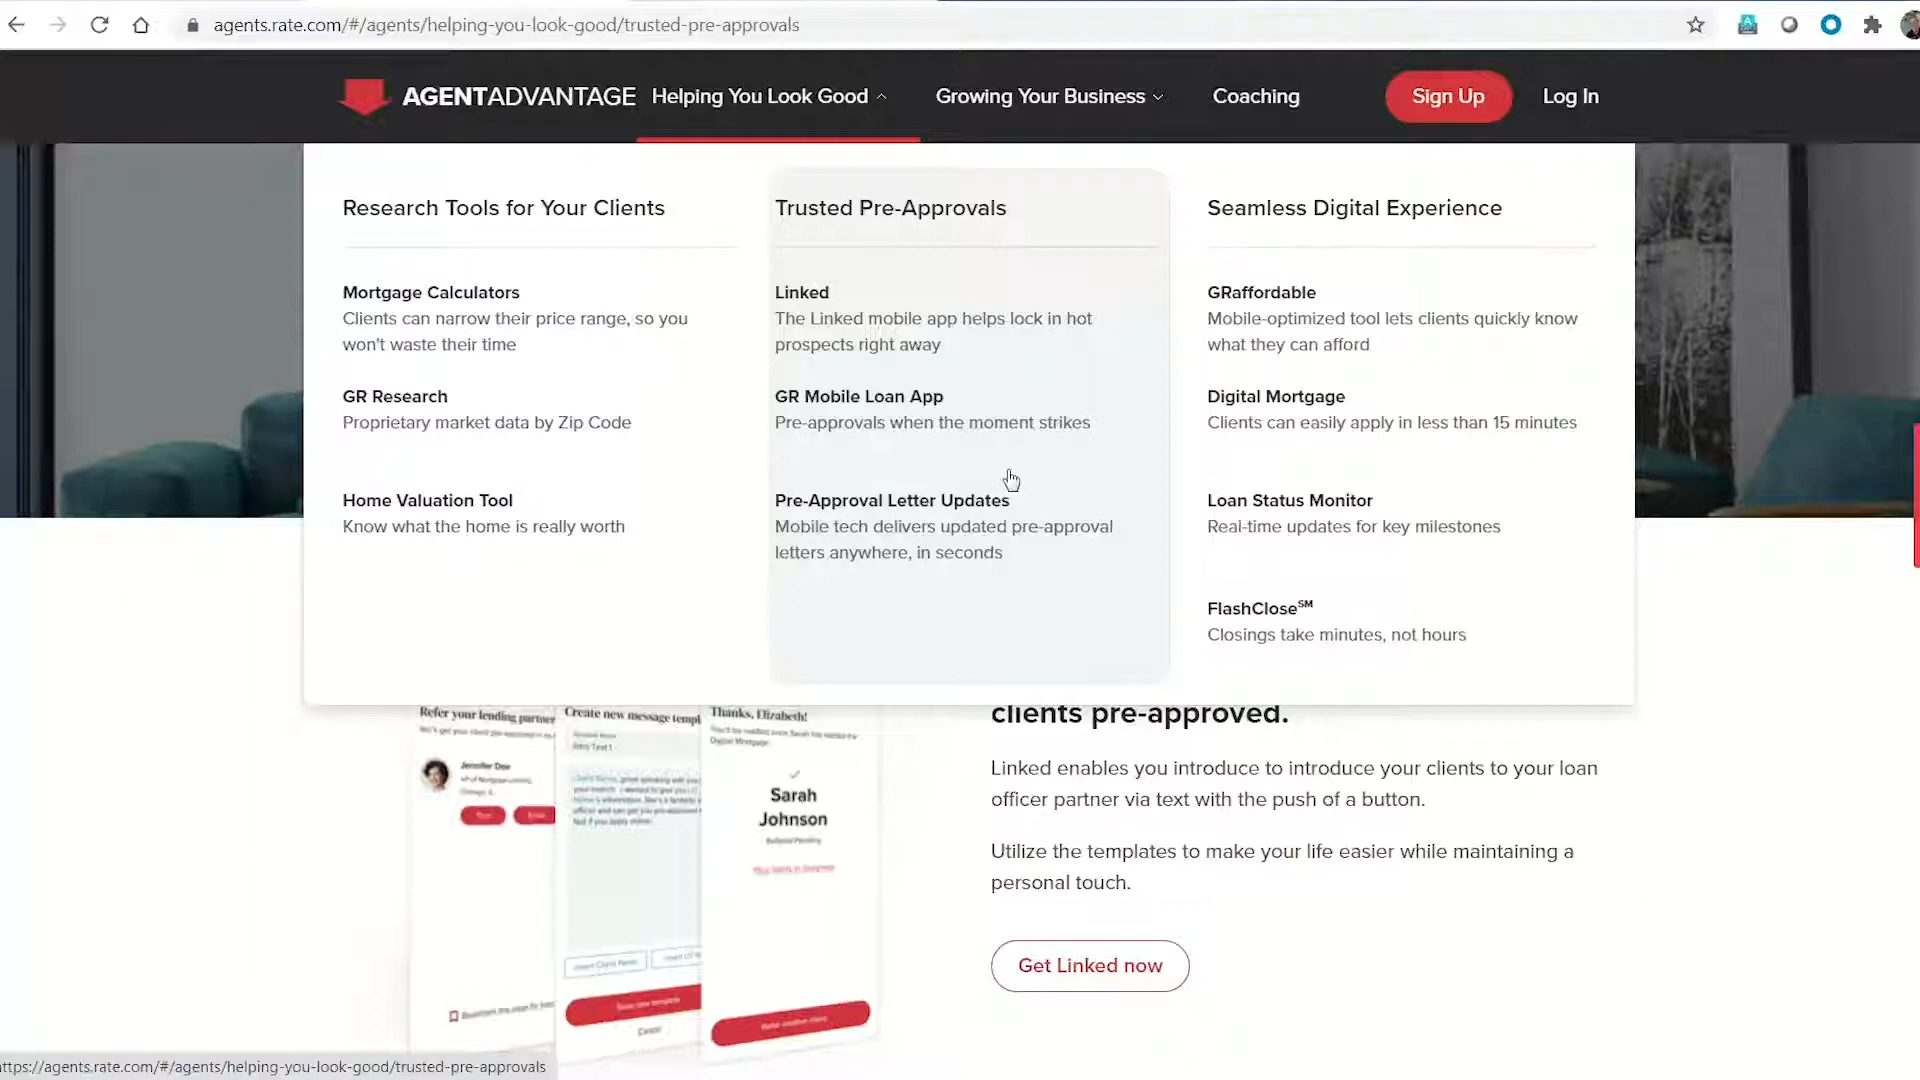 agents.rate.com/#/agents/helping-you-look-good/trusted-pre-approvals
AGENTADVANTAGE
Helping You Look Good
Growing Your Business
Coaching
Sign Up
Log In
Research Tools for Your Clients
Mortgage Calculators
Clients can narrow their price range, so you
won't waste their time
GR Research
Proprietary market data by Zip Code
Home Valuation Tool
Know what the home is really worth
Trusted Pre-Approvals
Linked
The Linked mobile app helps lock in hot
prospects right away
GR Mobile Loan App
Pre-approvals when the moment strikes
Pre-Approval Letter Updates
Mobile tech delivers updated pre-approval
letters anywhere, in seconds
Seamless Digital Experience
GRaffordable
Mobile-optimized tool lets clients quickly know
what they can afford
Digital Mortgage
Clients can easily apply in less than 15 minutes
Loan Status Monitor
Real-time updates for key milestones
FlashClose℠
Closings take minutes, not hours
Refer your lending partner
Jennifer Doe
Create new message templ
Cancel
Thanks, Elizabeth!
Sarah
Johnson
clients pre-approved.
Linked enables you introduce to introduce your clients to your loan
officer partner via text with the push of a button.
Utilize the templates to make your life easier while maintaining a
personal touch.
Get Linked now
ttps://agents.rate.com/#/agents/helping-you-look-good/trusted-pre-approvals